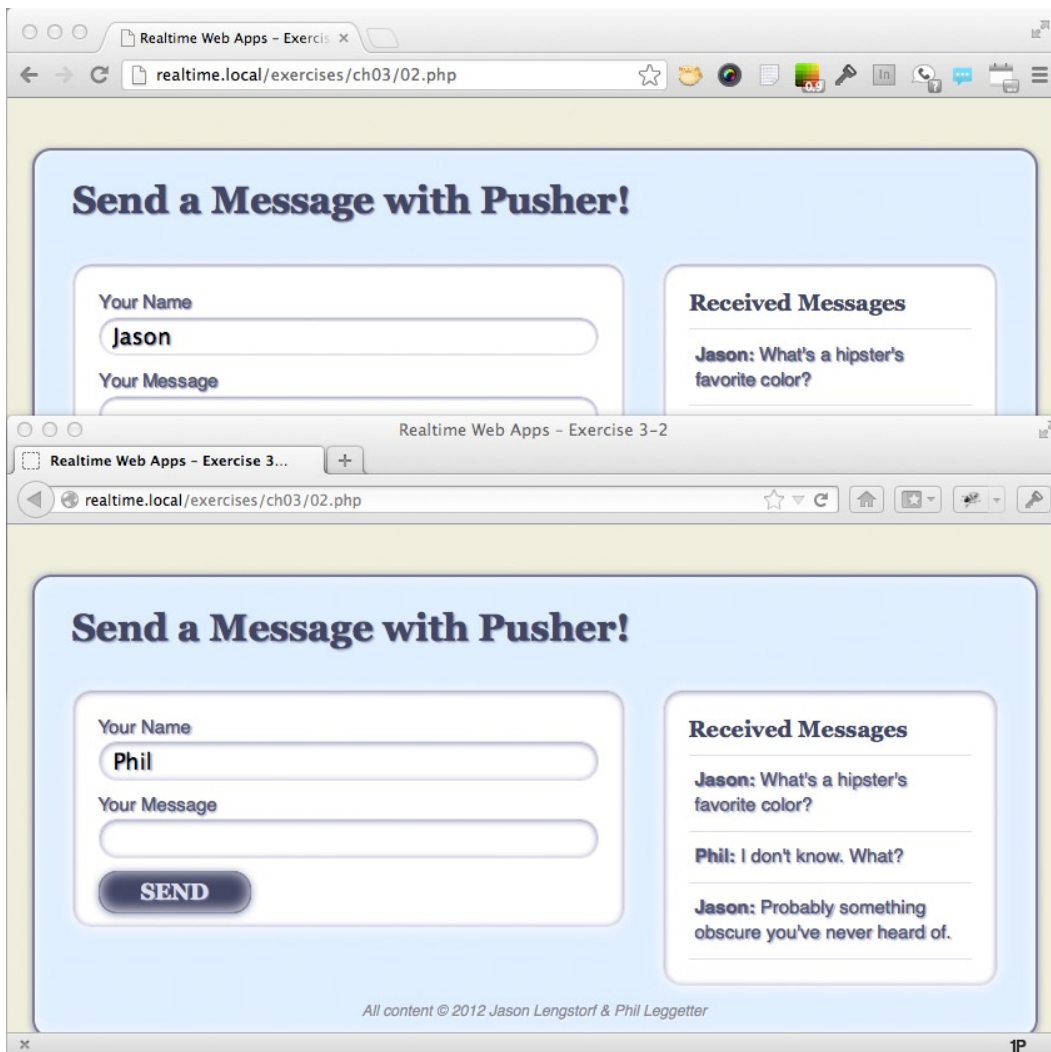 Realtime Web Apps – Exercis
realtime.local/exercises/ch03/02.php
0.9
In
?
Send a Message with Pusher!
Your Name
Jason
Your Message
Received Messages
Jason: What's a hipster's
favorite color?
Realtime Web Apps – Exercise 3–2
Realtime Web Apps – Exercise 3...
realtime.local/exercises/ch03/02.php
Send a Message with Pusher!
Your Name
Phil
Your Message
SEND
Received Messages
Jason: What's a hipster's
favorite color?
Phil: I don't know. What?
Jason: Probably something
obscure you've never heard of.
All content © 2012 Jason Lengstorf & Phil Leggetter
1P